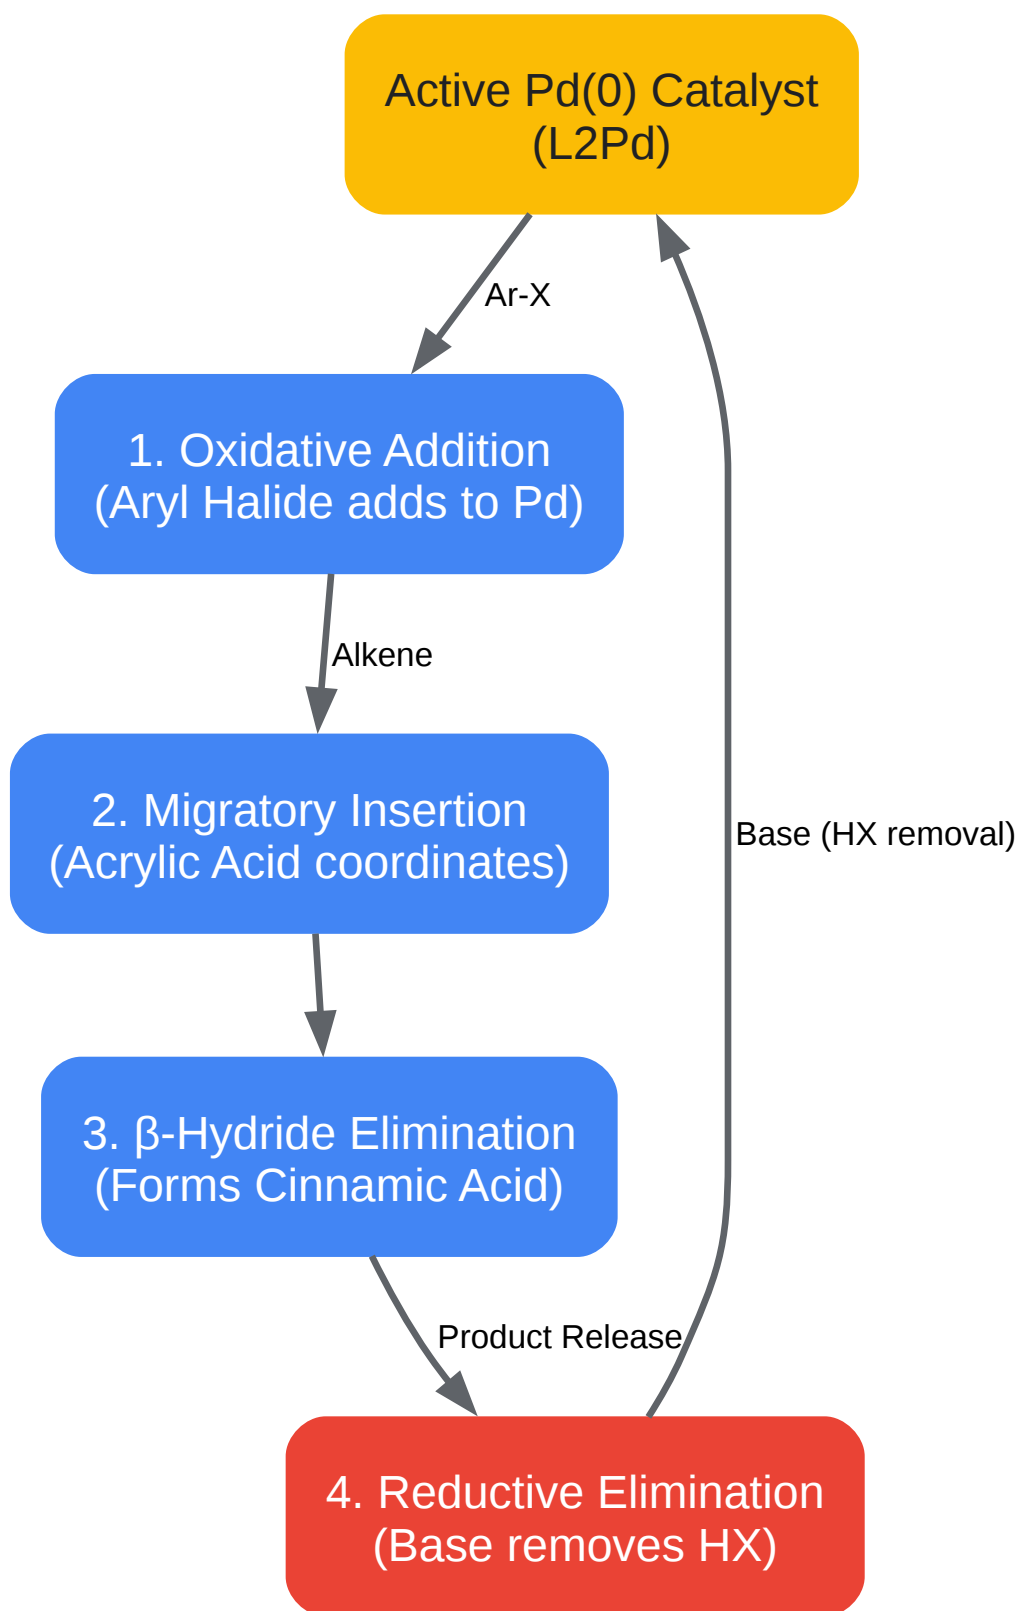 Active Pd(0) Catalyst
(L2Pd)
Ar-X
1. Oxidative Addition
(Aryl Halide adds to Pd)
Alkene
2. Migratory Insertion
(Acrylic Acid coordinates)
Base (HX removal)
3. β-Hydride Elimination
(Forms Cinnamic Acid)
Product Release
4. Reductive Elimination
(Base removes HX)